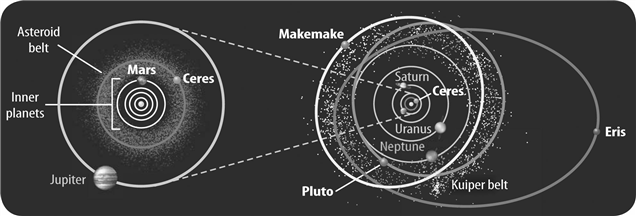 Asteroid
belt
Mars
Ceres
Inner
planets
Jupiter
Makemake
Saturn
Ceres
Uranus
Neptune
Eris
Pluto
Kuiper belt